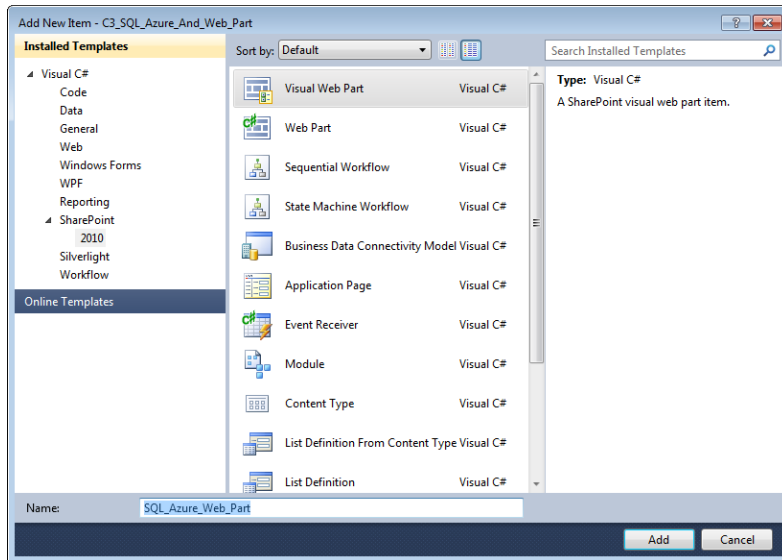 Add New Item - C3_SQL_Azure_And_Web_Part
Installed Templates
Visual C#
Code
Data
General
Web
Windows Forms
WPF
Reporting
SharePoint
2010
Silverlight
Workflow
Online Templates
Sort by: Default
Visual Web Part Visual C#
Web Part Visual C#
Sequential Workflow Visual C#
State Machine Workflow Visual C#
Business Data Connectivity Model Visual C#
Application Page Visual C#
Event Receiver Visual C#
Module Visual C#
Content Type Visual C#
List Definition From Content Type Visual C#
List Definition Visual C#
Search Installed Templates
Type: Visual C#
A SharePoint visual web part item.
Name: SQL_Azure_Web_Part
Add Cancel